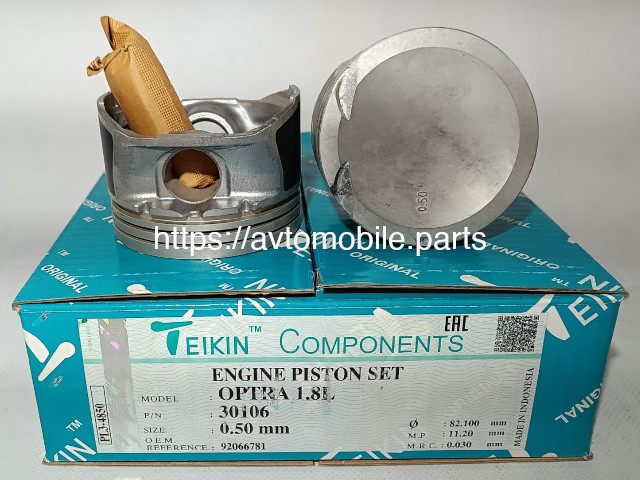 0.50
https://avtomobile.parts
TM
ORIGINAL
ORIGINAL
ORIGINAL
ORIGINAL
TEIKIN™ COMPONENTS
EAC
ENGINE PISTON SET
MODEL : OPTRA 1.8L
P/N : 30106
SIZE : 0.50 mm
O.E.M
REFERENCE : 92066781
Ø : 82.100 mm
M.P. : 11.20 mm
M.R.C. : 0.030 mm
PL3-4850
MADE IN INDONESIA
ORIGINAL
ORIGINAL